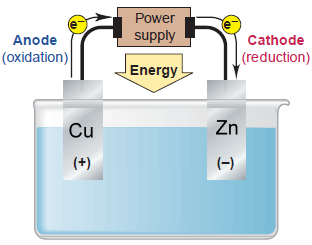 e⁻
Power
supply
e⁻
Anode
(oxidation)
Cathode
(reduction)
Energy
Cu
(+)
Zn
(–)